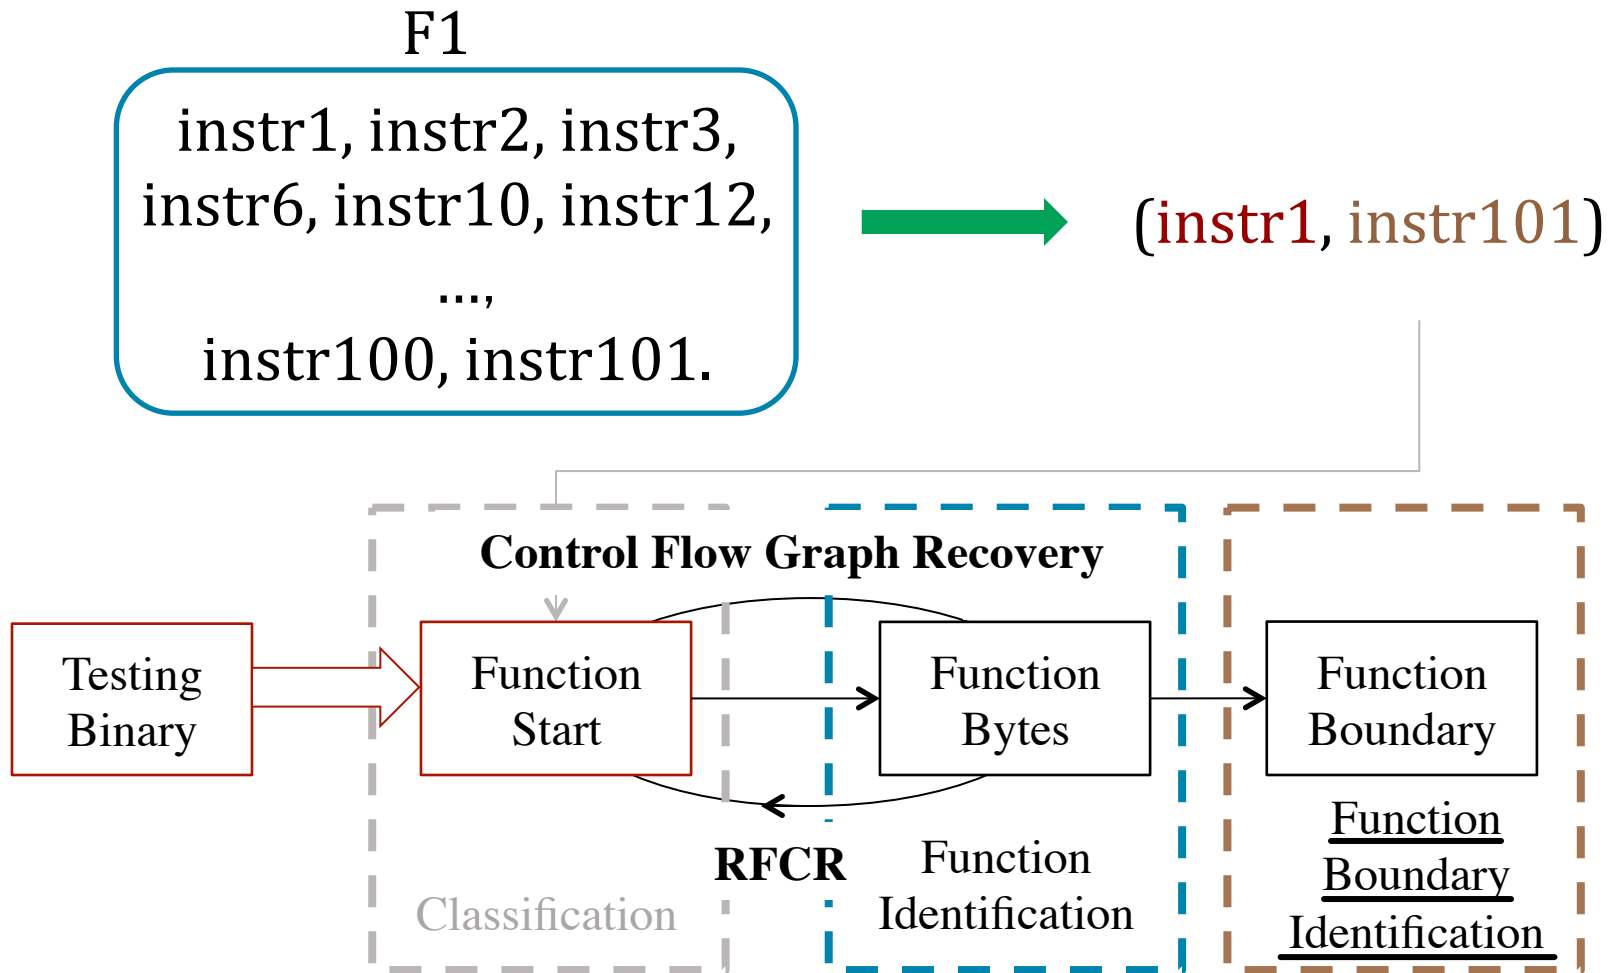 F1
instr1, instr2, instr3,
instr6, instr10, instr12,
...,
instr100, instr101.
(instr1, instr101)
Control Flow Graph Recovery
Testing
Binary
Function
Start
Function
Bytes
Function
Boundary
RFCR
Classification
Function
Identification
Function
Boundary
Identification